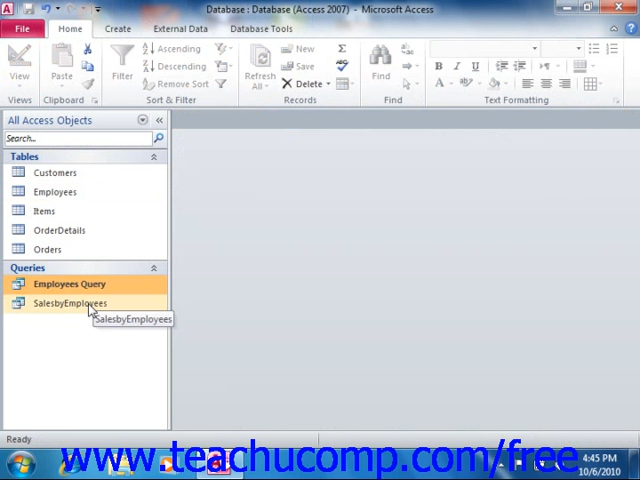 Database : Database (Access 2007) - Microsoft Access
File Home Create External Data Database Tools
View
Views
Paste
Clipboard
Filter
Ascending
Descending
Remove Sort
Sort & Filter
Refresh
All
New
Save
Delete
Records
Find
Find
B I U
A
Text Formatting
All Access Objects
Search...
Tables
Customers
Employees
Items
OrderDetails
Orders
Queries
Employees Query
SalesbyEmployees
SalesbyEmployees
Ready
www.teachucomp.com/free
4:45 PM
10/6/2010